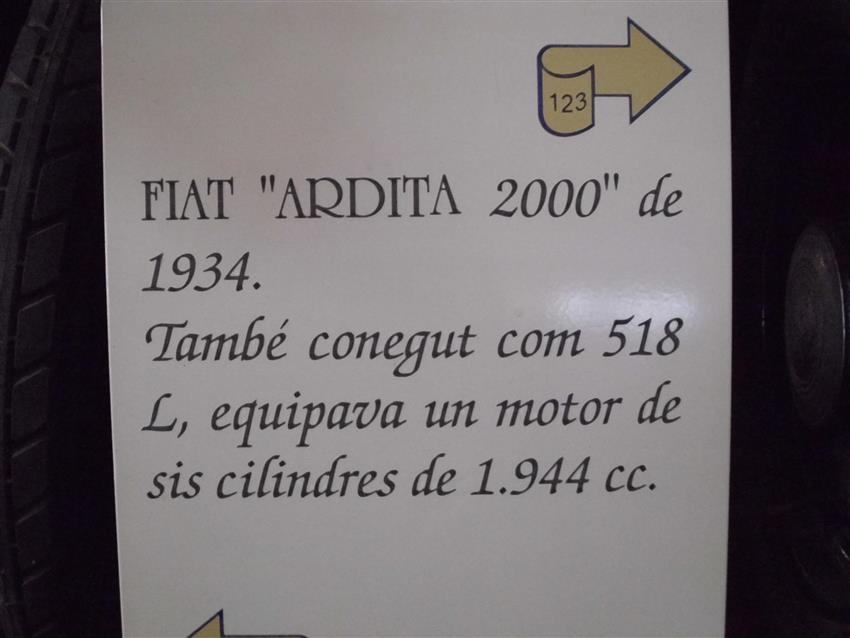 123
FIAT "ARDITA 2000" de
1934.
També conegut com 518
L, equipava un motor de
sis cilindres de 1.944 cc.